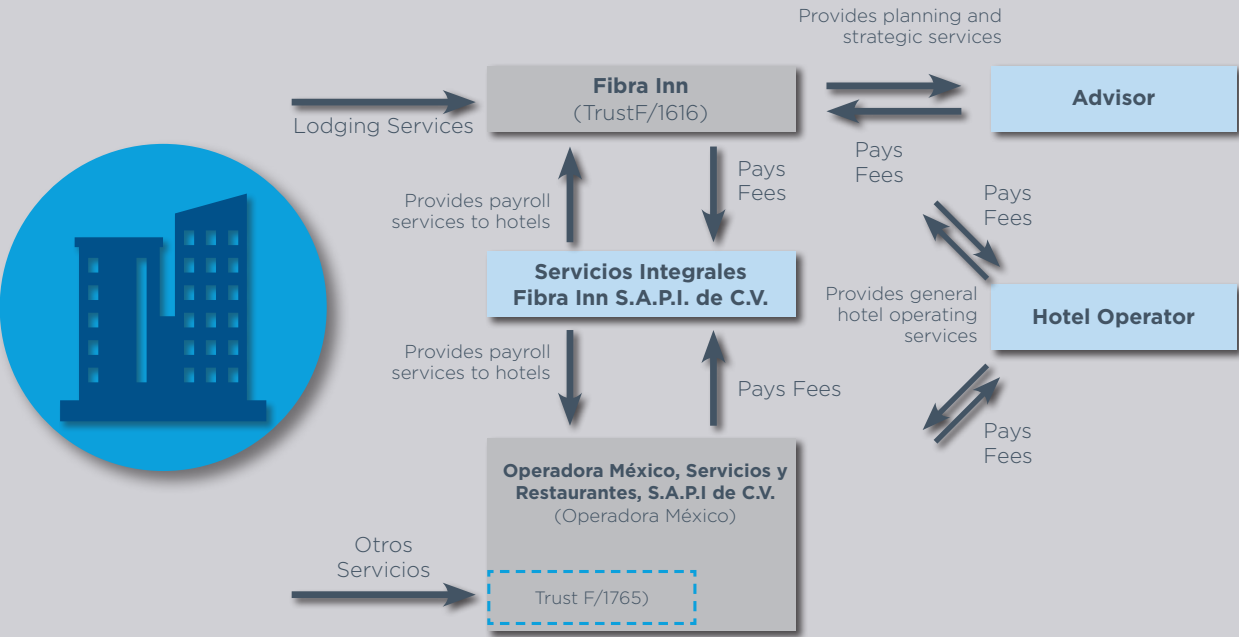 Provides planning and
strategic services
Fibra Inn
(TrustF/1616)
Advisor
Lodging Services
Pays
Fees
Pays
Fees
Provides payroll
services to hotels
Pays
Fees
Servicios Integrales
Fibra Inn S.A.P.I. de C.V.
Provides general
hotel operating
services
Hotel Operator
Provides payroll
services to hotels
Pays Fees
Pays
Fees
Operadora México, Servicios y
Restaurantes, S.A.P.I de C.V.
(Operadora México)
Otros
Servicios
Trust F/1765)